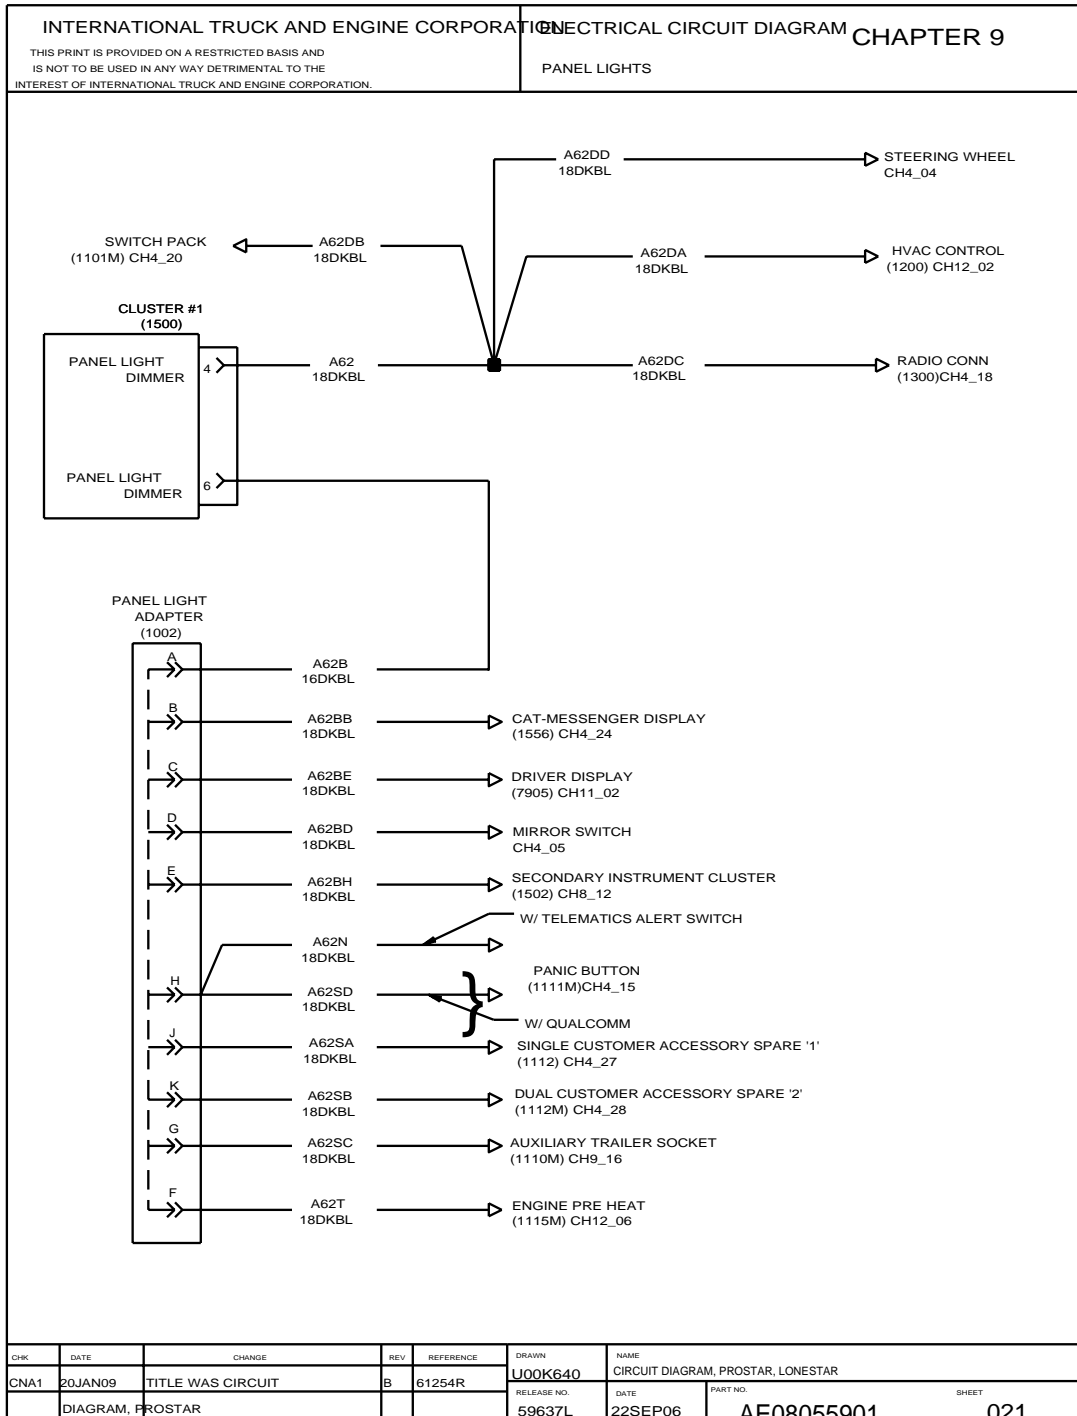 INTERNATIONAL TRUCK AND ENGINE CORPORATION
ELECTRICAL CIRCUIT DIAGRAM
CHAPTER 9
THIS PRINT IS PROVIDED ON A RESTRICTED BASIS AND
IS NOT TO BE USED IN ANY WAY DETRIMENTAL TO THE
INTEREST OF INTERNATIONAL TRUCK AND ENGINE CORPORATION.
PANEL LIGHTS
A62DD
18DKBL
STEERING WHEEL
CH4_04
SWITCH PACK
(1101M) CH4_20
A62DB
18DKBL
A62DA
18DKBL
HVAC CONTROL
(1200) CH12_02
CLUSTER #1
(1500)
PANEL LIGHT
DIMMER
4
A62
18DKBL
A62DC
18DKBL
RADIO CONN
(1300)CH4_18
PANEL LIGHT
DIMMER
6
PANEL LIGHT
ADAPTER
(1002)
A
A62B
16DKBL
B
A62BB
18DKBL
CAT-MESSENGER DISPLAY
(1556) CH4_24
C
A62BE
18DKBL
DRIVER DISPLAY
(7905) CH11_02
D
A62BD
18DKBL
MIRROR SWITCH
CH4_05
E
A62BH
18DKBL
SECONDARY INSTRUMENT CLUSTER
(1502) CH8_12
W/ TELEMATICS ALERT SWITCH
A62N
18DKBL
H
A62SD
18DKBL
PANIC BUTTON
(1111M)CH4_15
W/ QUALCOMM
J
A62SA
18DKBL
SINGLE CUSTOMER ACCESSORY SPARE '1'
(1112) CH4_27
K
A62SB
18DKBL
DUAL CUSTOMER ACCESSORY SPARE '2'
(1112M) CH4_28
G
A62SC
18DKBL
AUXILIARY TRAILER SOCKET
(1110M) CH9_16
F
A62T
18DKBL
ENGINE PRE HEAT
(1115M) CH12_06
CHK DATE CHANGE REV REFERENCE
CNA1 20JAN09 TITLE WAS CIRCUIT B 61254R
DIAGRAM, PROSTAR
DRAWN
U00K640
NAME
CIRCUIT DIAGRAM, PROSTAR, LONESTAR
RELEASE NO.
59637L
DATE
22SEP06
PART NO.
AE08055901
SHEET
021